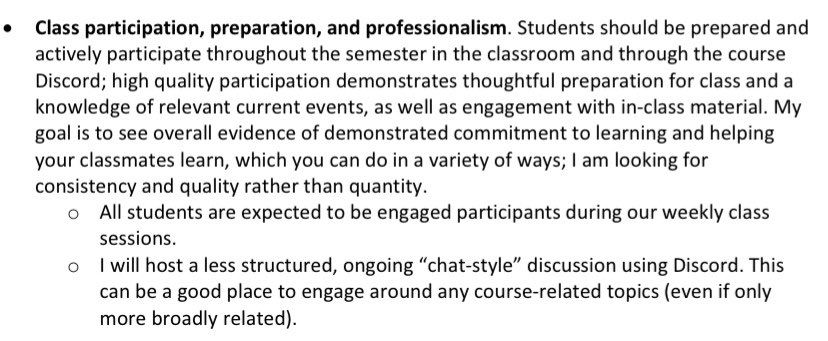 • Class participation, preparation, and professionalism. Students should be prepared and
actively participate throughout the semester in the classroom and through the course
Discord; high quality participation demonstrates thoughtful preparation for class and a
knowledge of relevant current events, as well as engagement with in-class material. My
goal is to see overall evidence of demonstrated commitment to learning and helping
your classmates learn, which you can do in a variety of ways; I am looking for
consistency and quality rather than quantity.
o All students are expected to be engaged participants during our weekly class
sessions.
o I will host a less structured, ongoing “chat-style” discussion using Discord. This
can be a good place to engage around any course-related topics (even if only
more broadly related).